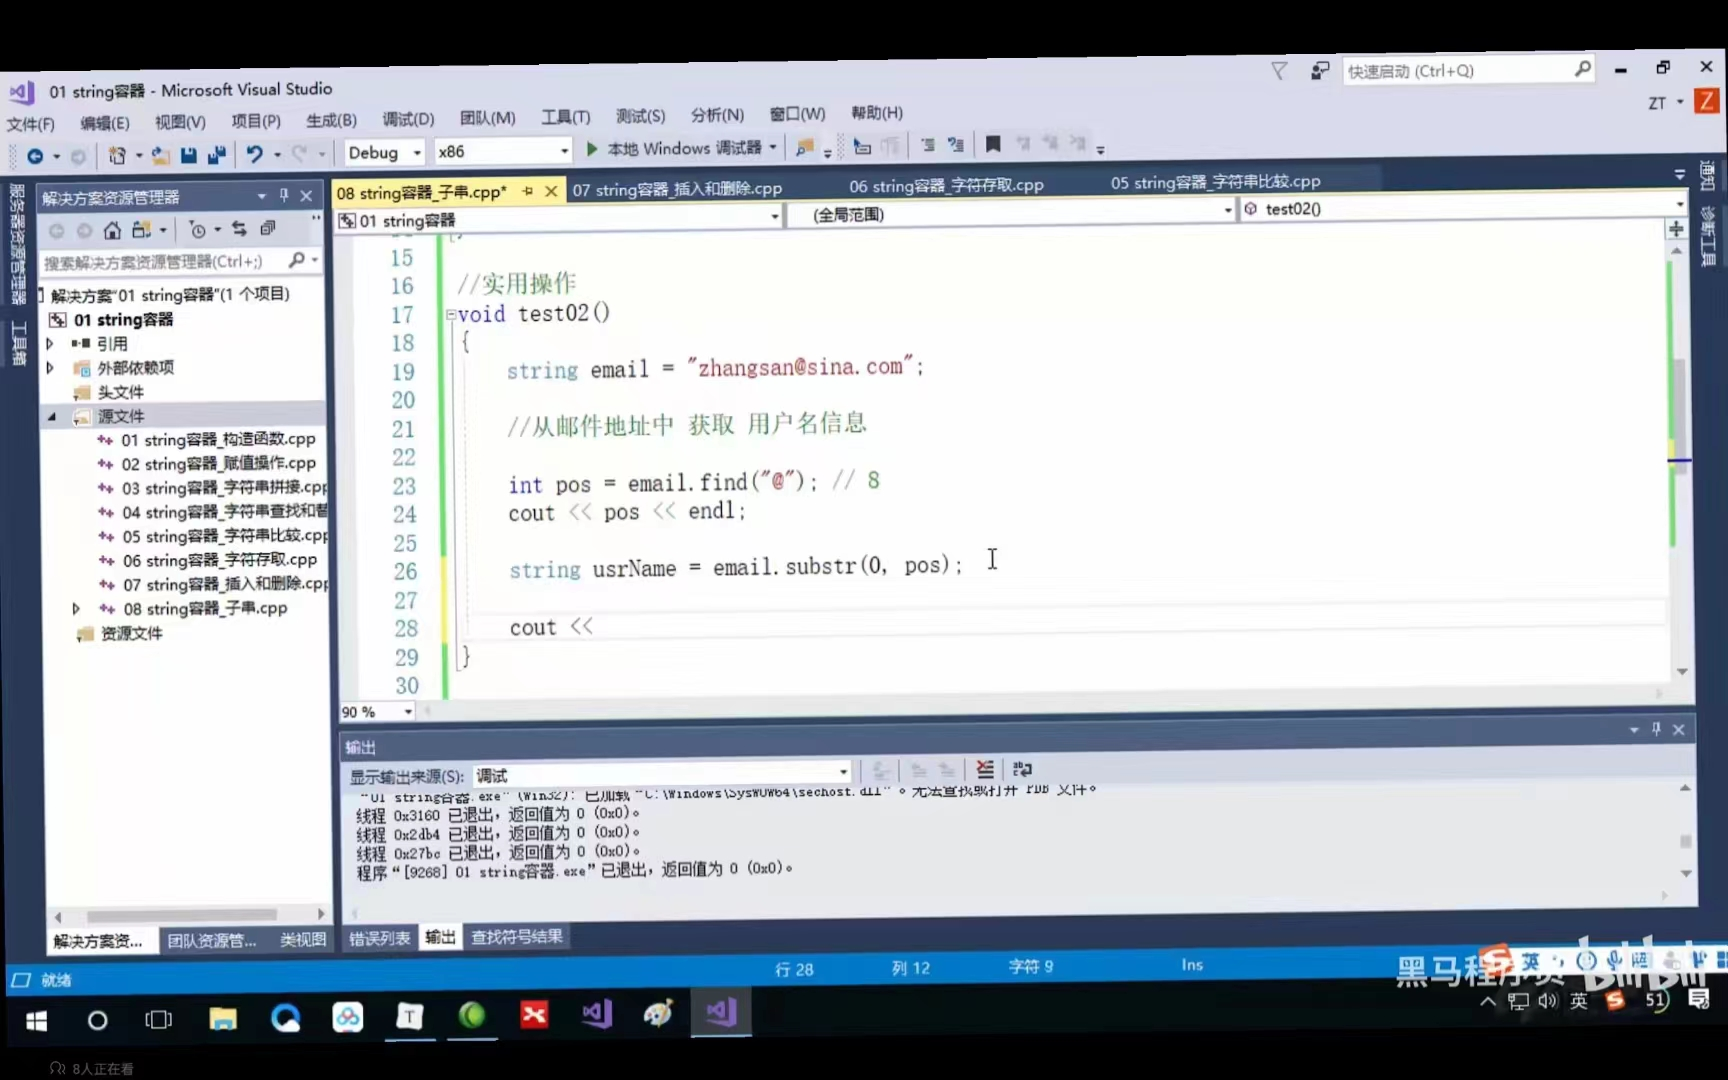 01 string容器 - Microsoft Visual Studio
快速启动 (Ctrl+Q)
文件(F) 编辑(E) 视图(V) 项目(P) 生成(B) 调试(D) 团队(M) 工具(T) 测试(S) 分析(N) 窗口(W) 帮助(H)
ZT Z
Debug x86 本地 Windows 调试器
服务器资源管理器
工具箱
解决方案资源管理器
搜索解决方案资源管理器(Ctrl+;)
解决方案"01 string容器"(1 个项目)
01 string容器
引用
外部依赖项
头文件
源文件
01 string容器_构造函数.cpp
02 string容器_赋值操作.cpp
03 string容器_字符串拼接.cpp
04 string容器_字符串查找和替
05 string容器_字符串比较.cpp
06 string容器_字符存取.cpp
07 string容器_插入和删除.cpp
08 string容器_子串.cpp
资源文件
解决方案资... 团队资源管... 类视图
08 string容器_子串.cpp* 07 string容器_插入和删除.cpp 06 string容器_字符存取.cpp 05 string容器_字符串比较.cpp
01 string容器 (全局范围) test02()
15
16 //实用操作
17 void test02()
18 {
19 string email = "zhangsan@sina.com";
20
21 //从邮件地址中 获取 用户名信息
22
23 int pos = email.find("@"); // 8
24 cout << pos << endl;
25
26 string usrName = email.substr(0, pos);
27
28 cout <<
29 }
30
90 %
通知
诊断工具
输出
显示输出来源(S): 调试
"01 string容器.exe" (Win32): 已加载 "C:\Windows\SysWOW64\sechost.dll"。无法查找或打开 PDB 文件。
线程 0x3160 已退出，返回值为 0 (0x0)。
线程 0x2db4 已退出，返回值为 0 (0x0)。
线程 0x27bc 已退出，返回值为 0 (0x0)。
程序"[9268] 01 string容器.exe"已退出，返回值为 0 (0x0)。
错误列表 输出 查找符号结果
就绪 行 28 列 12 字符 9 Ins
黑马程序员 bilibili
英
英 51
8人正在看